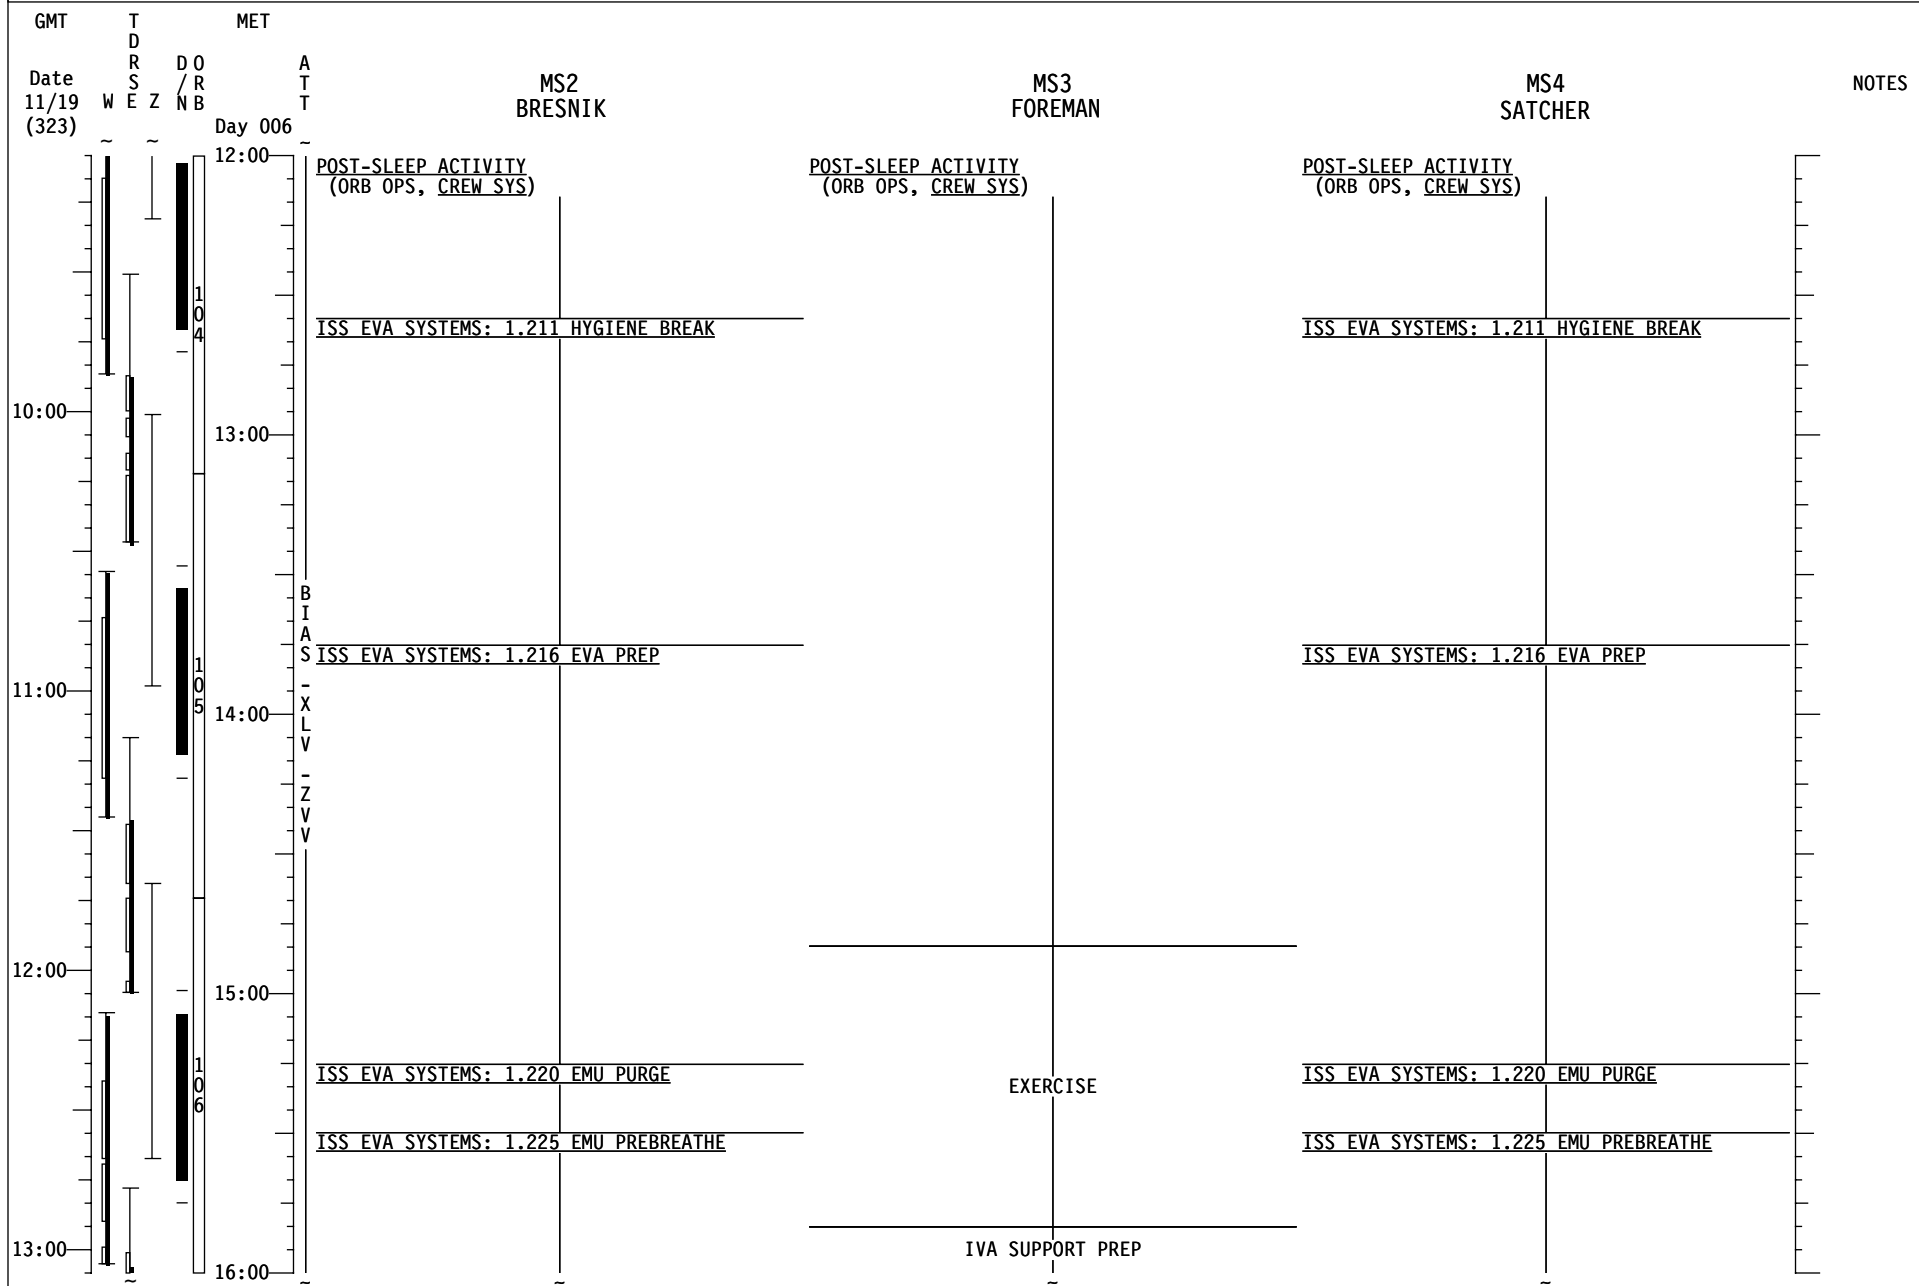 GMT
TDRS
MET
Date
11/19
(323)
W E Z
D/N
ORB
Day 006
ATT
MS2
BRESNIK
MS3
FOREMAN
MS4
SATCHER
NOTES
~ ~ ~
12:00
POST-SLEEP ACTIVITY
(ORB OPS, CREW SYS)
POST-SLEEP ACTIVITY
(ORB OPS, CREW SYS)
POST-SLEEP ACTIVITY
(ORB OPS, CREW SYS)
104
ISS EVA SYSTEMS: 1.211 HYGIENE BREAK
ISS EVA SYSTEMS: 1.211 HYGIENE BREAK
10:00
13:00
BIAS -XLV -ZVV
ISS EVA SYSTEMS: 1.216 EVA PREP
ISS EVA SYSTEMS: 1.216 EVA PREP
105
11:00
14:00
12:00
15:00
106
ISS EVA SYSTEMS: 1.220 EMU PURGE
EXERCISE
ISS EVA SYSTEMS: 1.220 EMU PURGE
ISS EVA SYSTEMS: 1.225 EMU PREBREATHE
ISS EVA SYSTEMS: 1.225 EMU PREBREATHE
13:00
IVA SUPPORT PREP
16:00
~ ~ ~ ~ ~